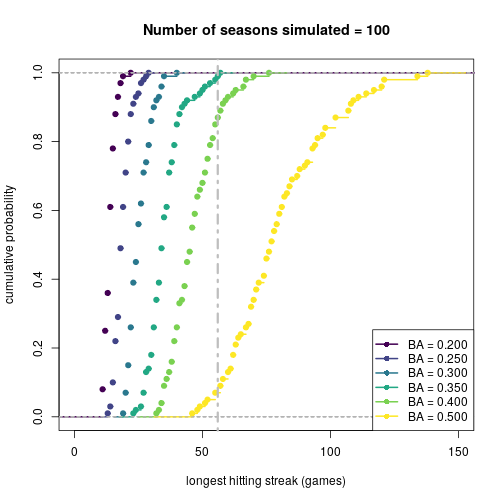 Number of seasons simulated = 100
cumulative probability
1.0
0.8
0.6
0.4
0.2
0.0
BA = 0.200
BA = 0.250
BA = 0.300
BA = 0.350
BA = 0.400
BA = 0.500
0 50 100 150
longest hitting streak (games)